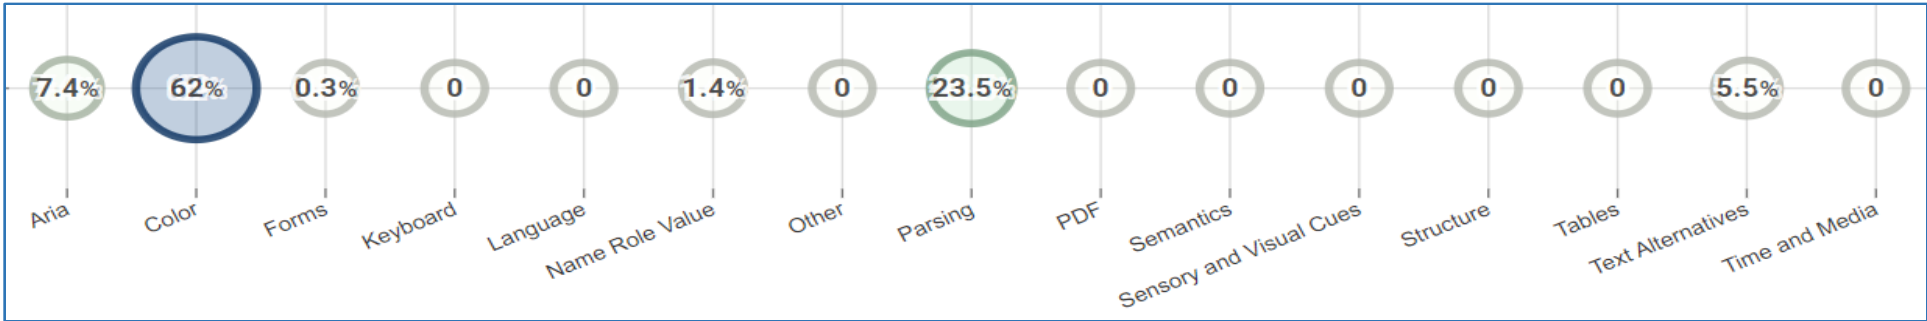 7.4% 62% 0.3% 0 0 1.4% 0 23.5% 0 0 0 0 0 5.5% 0
Aria Color Forms Keyboard Language Name Role Value Other Parsing PDF Semantics Sensory and Visual Cues Structure Tables Text Alternatives Time and Media